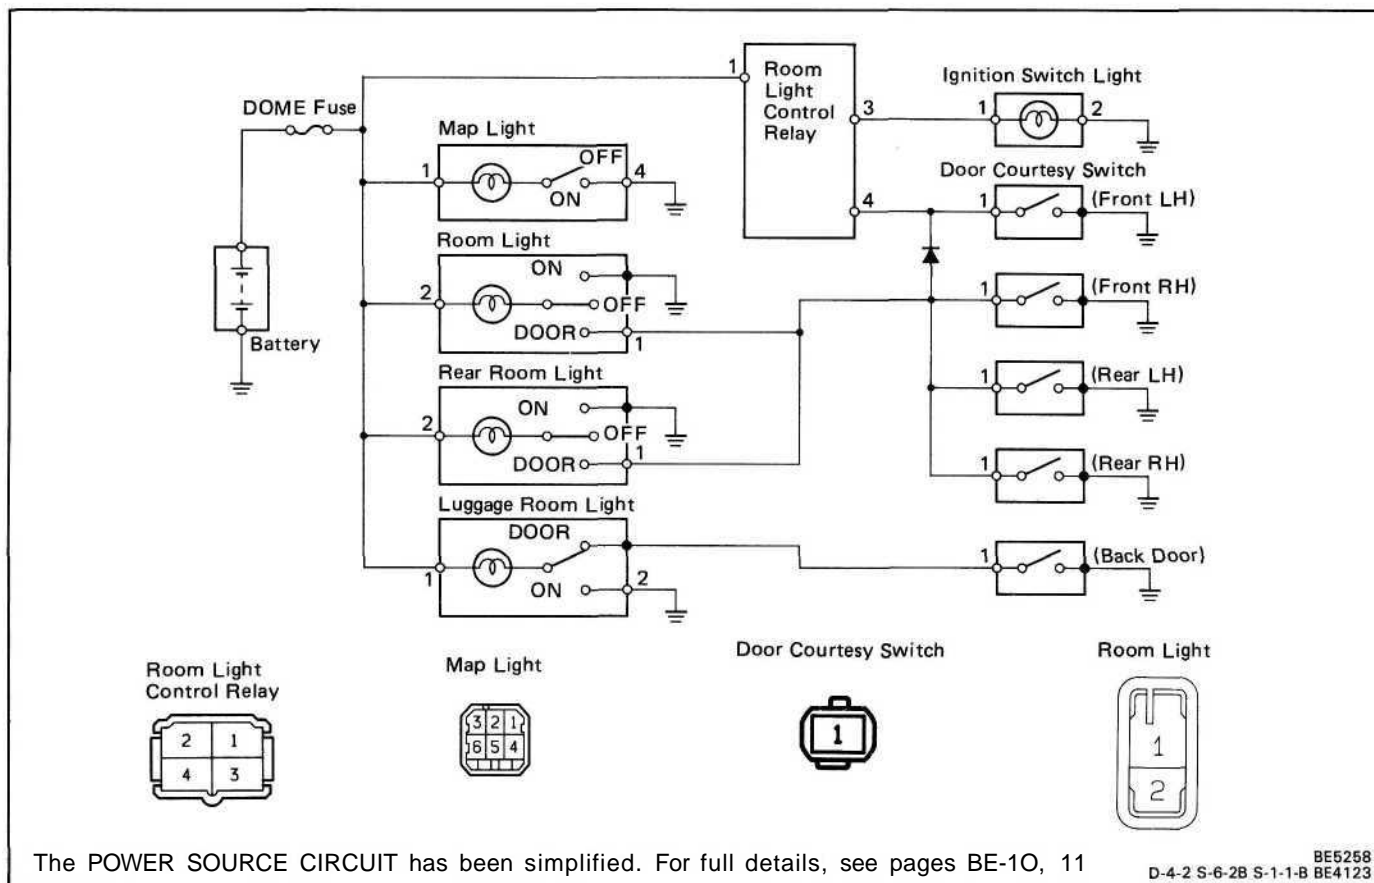 DOME Fuse
Battery
Map Light
1
OFF
ON
4
Room Light
2
ON
OFF
DOOR
1
Rear Room Light
2
ON
OFF
DOOR
1
Luggage Room Light
1
DOOR
ON
2
1
Room
Light
Control
Relay
3
4
Ignition Switch Light
1
2
Door Courtesy Switch
1
(Front LH)
1
(Front RH)
1
(Rear LH)
1
(Rear RH)
1
(Back Door)
Room Light
Control Relay
2 1
4 3
Map Light
3 2 1
6 5 4
Door Courtesy Switch
1
Room Light
1
2
The POWER SOURCE CIRCUIT has been simplified. For full details, see pages BE-1O, 11
BE5258
D-4-2 S-6-2B S-1-1-B BE4123